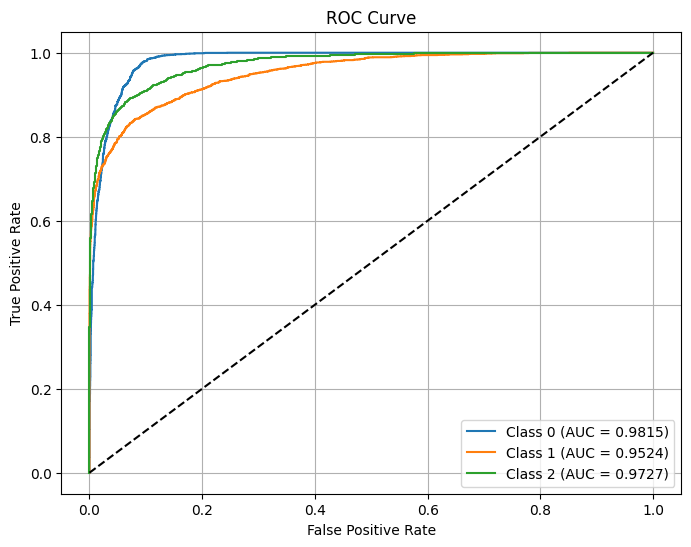 ROC Curve
True Positive Rate
1.0
0.8
0.6
0.4
0.2
0.0
Class 0 (AUC = 0.9815)
Class 1 (AUC = 0.9524)
Class 2 (AUC = 0.9727)
0.0 0.2 0.4 0.6 0.8 1.0
False Positive Rate